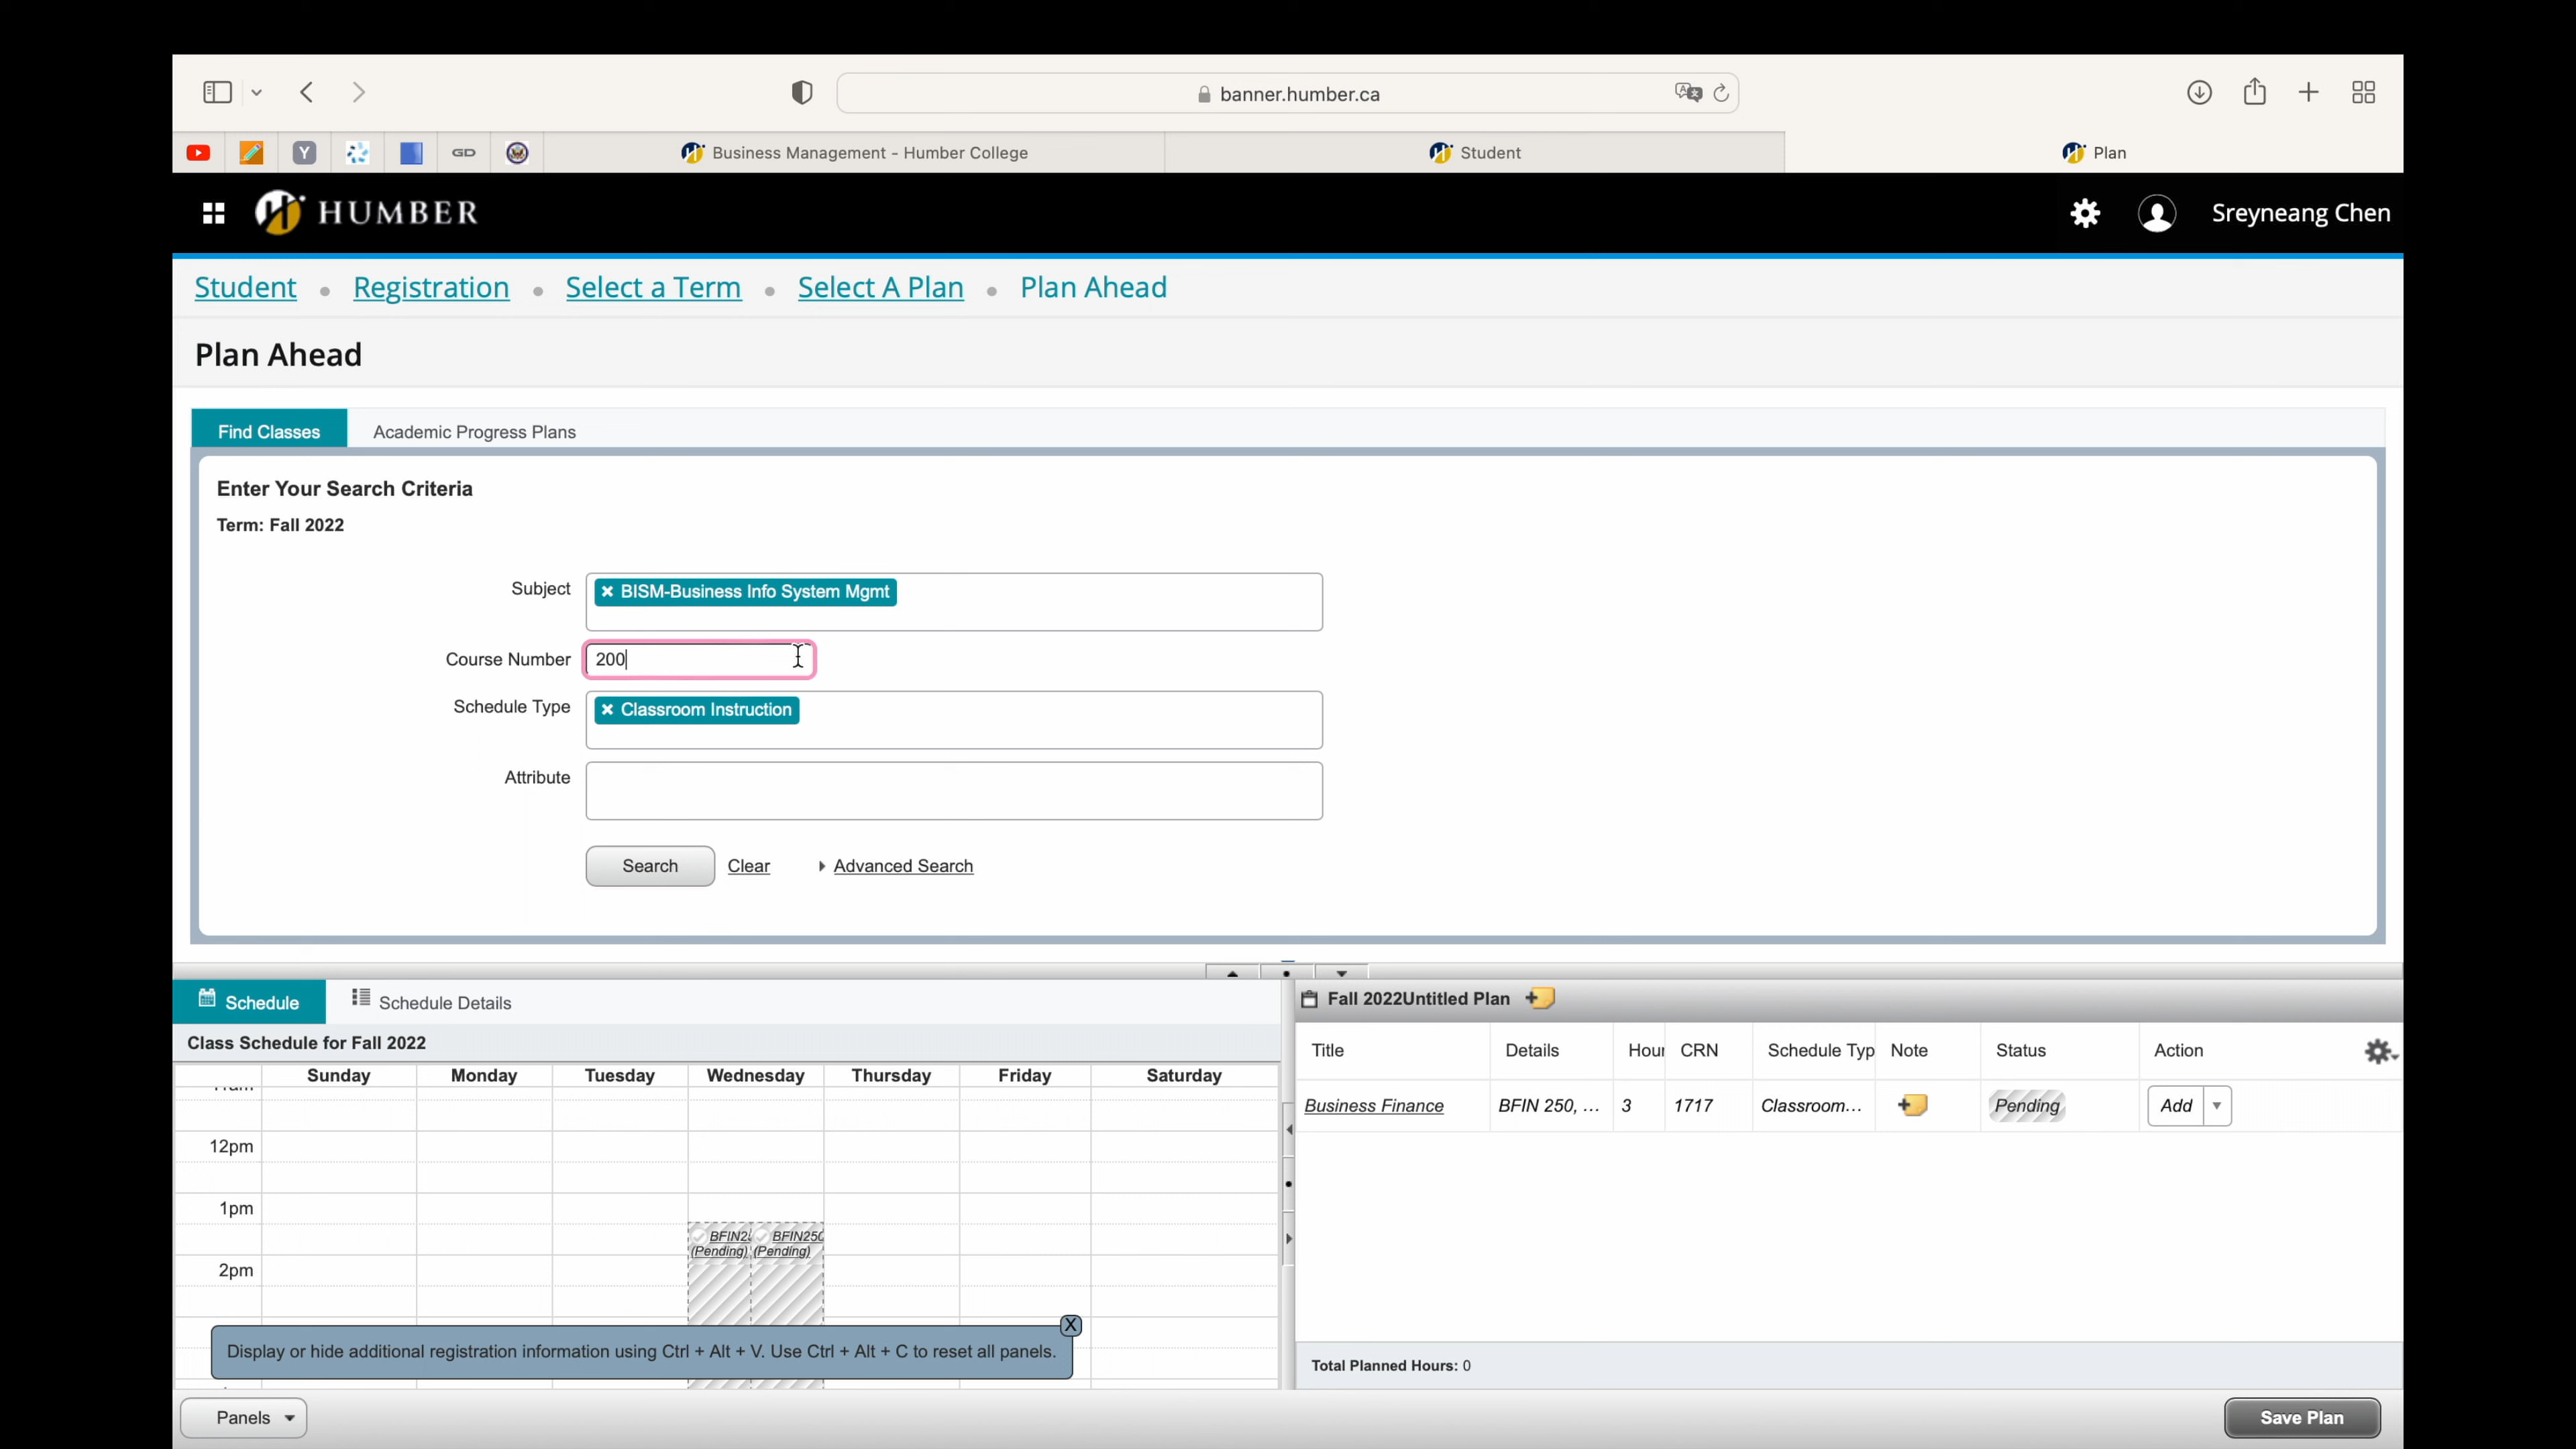 banner.humber.ca
GD
Business Management - Humber College
Student
Plan
HUMBER
Sreyneang Chen
Student • Registration • Select a Term • Select A Plan • Plan Ahead
Plan Ahead
Find Classes
Academic Progress Plans
Enter Your Search Criteria
Term: Fall 2022
Subject
× BISM-Business Info System Mgmt
Course Number
200
Schedule Type
× Classroom Instruction
Attribute
Search
Clear
Advanced Search
Schedule
Schedule Details
Class Schedule for Fall 2022
Sunday Monday Tuesday Wednesday Thursday Friday Saturday
12pm
1pm
BFIN2 BFIN250
(Pending) (Pending)
2pm
Display or hide additional registration information using Ctrl + Alt + V. Use Ctrl + Alt + C to reset all panels.
X
Fall 2022Untitled Plan
Title Details Hour CRN Schedule Typ Note Status Action
Business Finance BFIN 250, ... 3 1717 Classroom... Pending Add
Total Planned Hours: 0
Panels
Save Plan